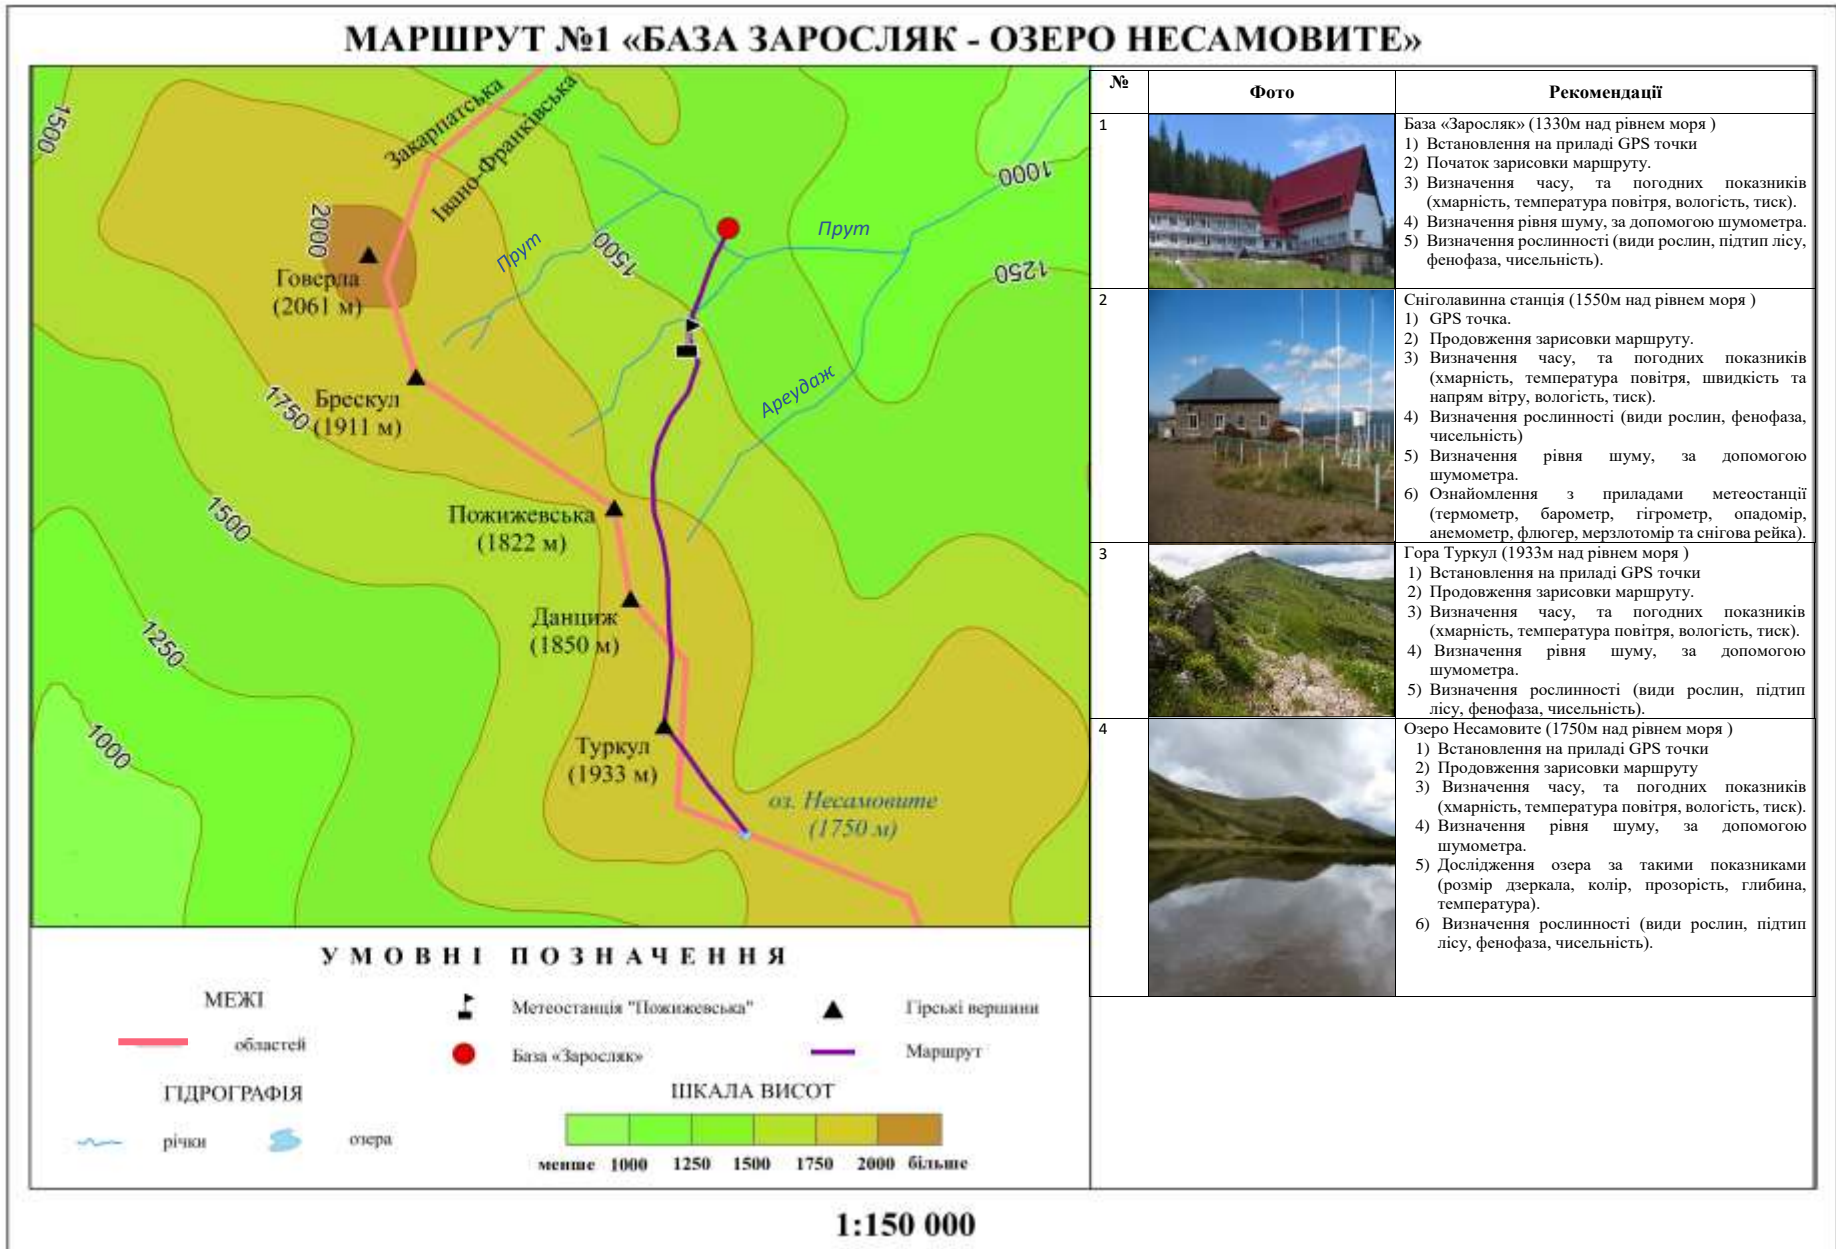 МАРШРУТ №1 «БАЗА ЗАРОСЛЯК - ОЗЕРО НЕСАМОВИТЕ»
1500
Закарпатська
Івано-Франківська
2000
Говерла
(2061 м)
Прут
1500
Прут
1000
1250
Брескул
(1911 м)
1750
Ареудаж
1500
Пожижевська
(1822 м)
Данциж
(1850 м)
1250
1000
Туркул
(1933 м)
оз. Несамовите
(1750 м)
№
Фото
Рекомендації
1
База «Заросляк» (1330м над рівнем моря )
1) Встановлення на приладі GPS точки
2) Початок зарисовки маршруту.
3) Визначення часу, та погодних показників
(хмарність, температура повітря, вологість, тиск).
4) Визначення рівня шуму, за допомогою шумометра.
5) Визначення рослинності (види рослин, підтип лісу,
фенофаза, чисельність).
2
Сніголавинна станція (1550м над рівнем моря )
1) GPS точка.
2) Продовження зарисовки маршруту.
3) Визначення часу, та погодних показників
(хмарність, температура повітря, швидкість та
напрям вітру, вологість, тиск).
4) Визначення рослинності (види рослин, фенофаза,
чисельність)
5) Визначення рівня шуму, за допомогою
шумометра.
6) Ознайомлення з приладами метеостанції
(термометр, барометр, гігрометр, опадомір,
анемометр, флюгер, мерзлотомір та снігова рейка).
3
Гора Туркул (1933м над рівнем моря )
1) Встановлення на приладі GPS точки
2) Продовження зарисовки маршруту.
3) Визначення часу, та погодних показників
(хмарність, температура повітря, вологість, тиск).
4) Визначення рівня шуму, за допомогою
шумометра.
5) Визначення рослинності (види рослин, підтип
лісу, фенофаза, чисельність).
4
Озеро Несамовите (1750м над рівнем моря )
1) Встановлення на приладі GPS точки
2) Продовження зарисовки маршруту
3) Визначення часу, та погодних показників
(хмарність, температура повітря, вологість, тиск).
4) Визначення рівня шуму, за допомогою
шумометра.
5) Дослідження озера за такими показниками
(розмір дзеркала, колір, прозорість, глибина,
температура).
6) Визначення рослинності (види рослин, підтип
лісу, фенофаза, чисельність).
УМОВНІ ПОЗНАЧЕННЯ
МЕЖІ
областей
ГІДРОГРАФІЯ
річки
озера
Метеостанція "Пожижевська"
База «Заросляк»
Гірські вершини
Маршрут
ШКАЛА ВИСОТ
менше 1000 1250 1500 1750 2000 більше
1:150 000